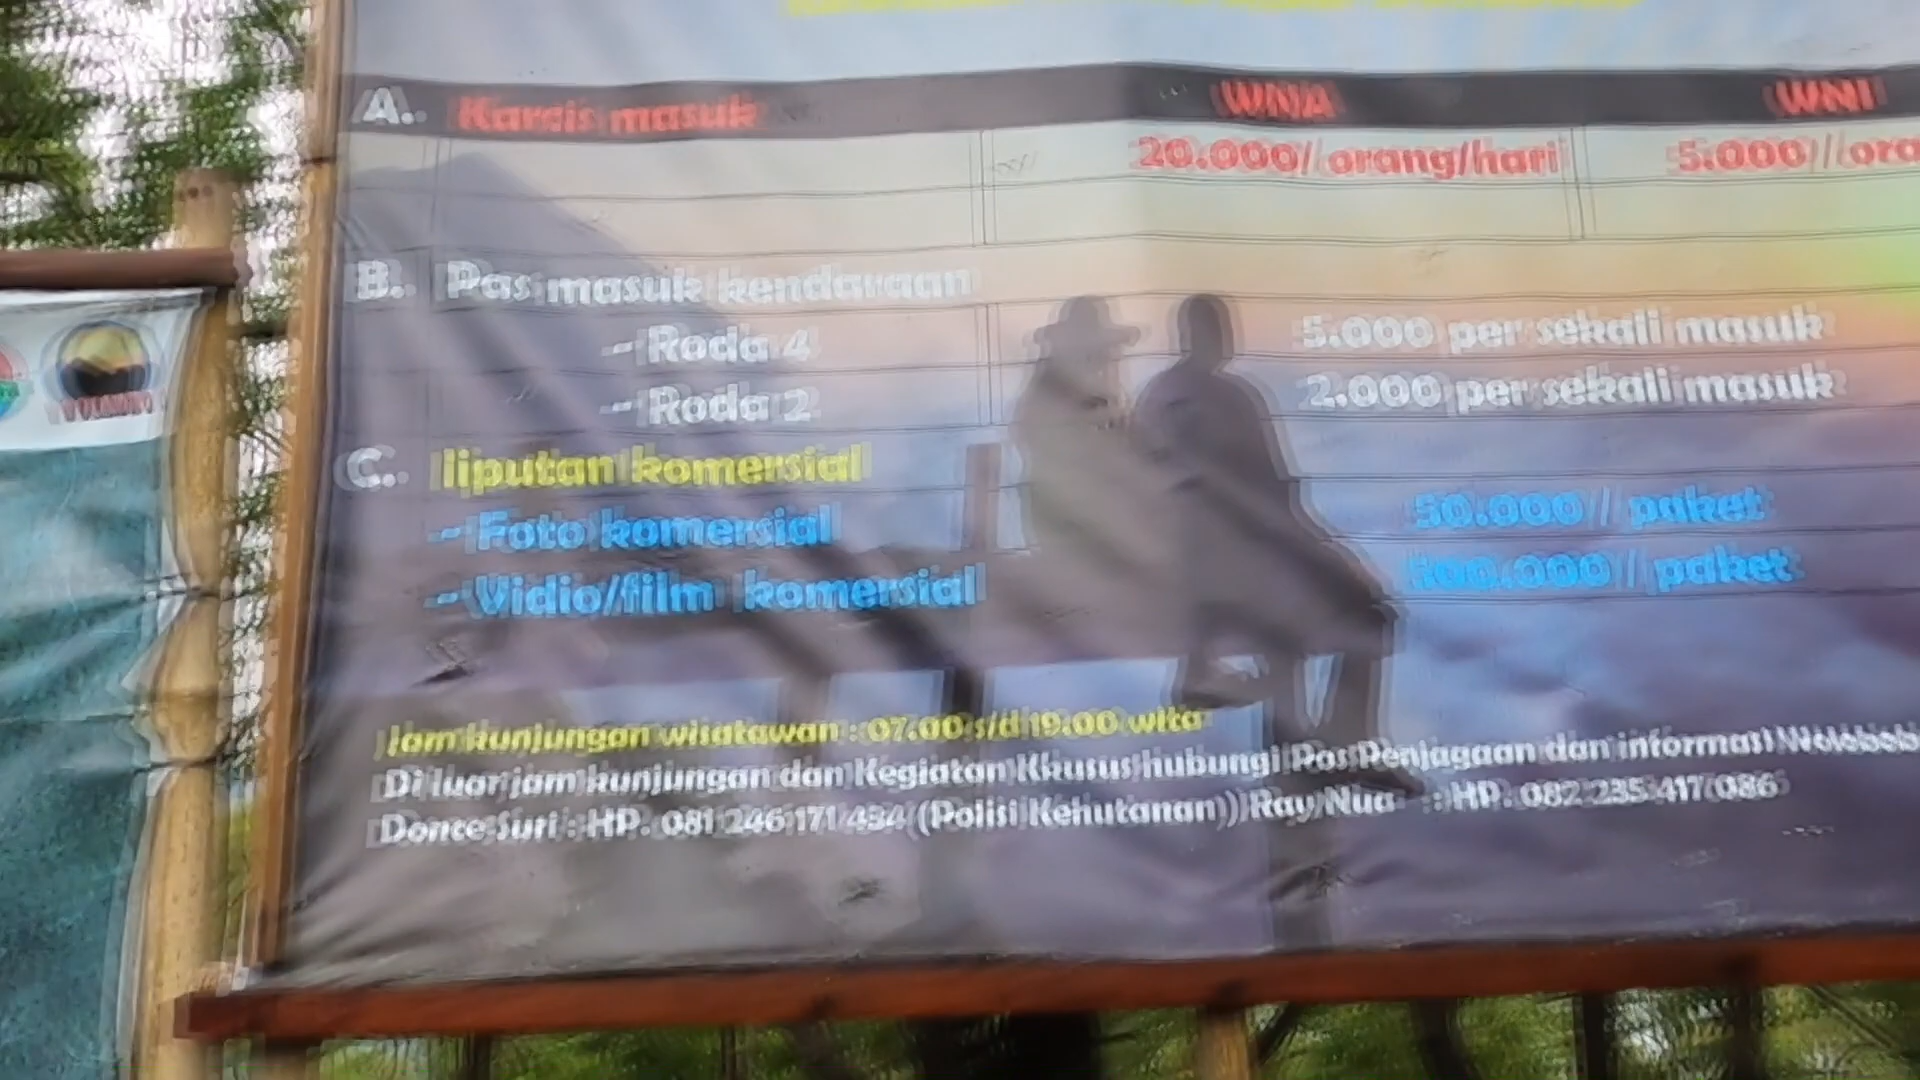 A. Karcis masuk WNA WNI
20.000/ orang/hari 5.000 / ora
B. Pas masuk kendaraan
- Roda 4 5.000 per sekali masuk
- Roda 2 2.000 per sekali masuk
C. liputan komersial
- Foto komersial 50.000 / paket
- Vidio/film komersial / paket
Jam kunjungan wisatawan : 07.00 s/d 19.00 wita
Di luar jam kunjungan dan Kegiatan Khusus hubungi Pos Penjagaan dan informasi Wolobob
Donce Suri : HP. 081 246 171 434 (Polisi Kehutanan) Ray Nua : HP. 082 235 417 086